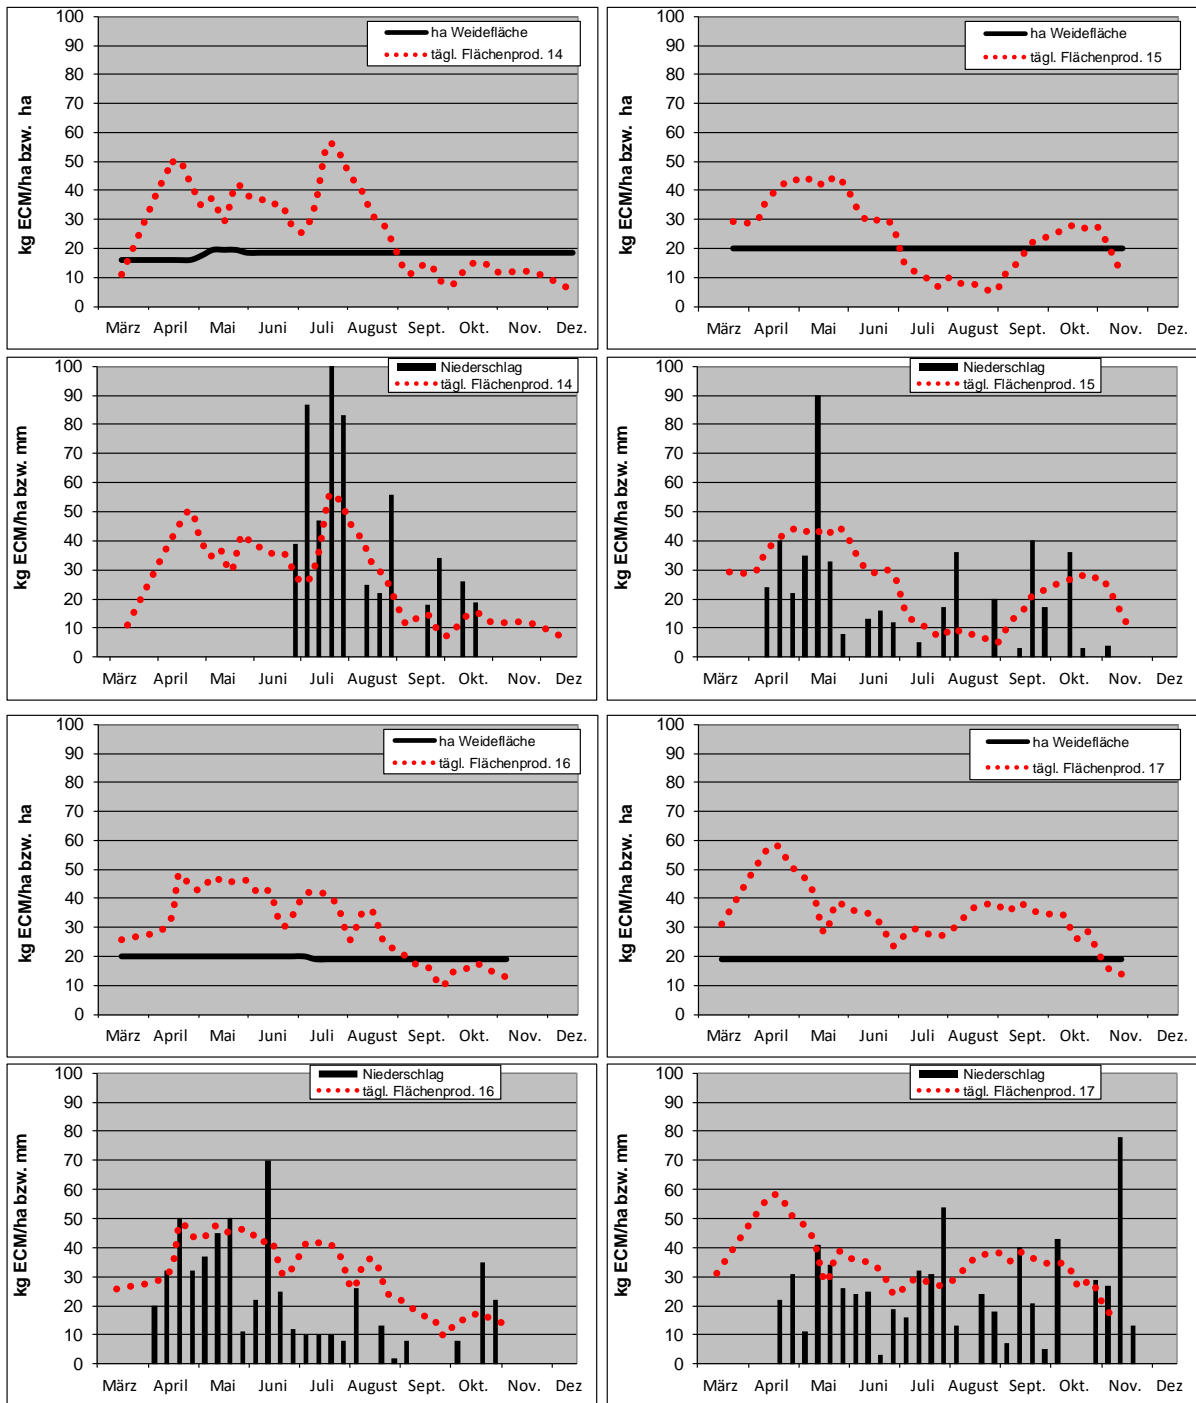 100
90
80
70
60
50
40
30
20
10
0
kg ECM/ha bzw. ha
ha Weidefläche
tägl. Flächenprod. 14
März April Mai Juni Juli August Sept. Okt. Nov. Dez.
100
90
80
70
60
50
40
30
20
10
0
kg ECM/ha bzw. ha
ha Weidefläche
tägl. Flächenprod. 15
März April Mai Juni Juli August Sept. Okt. Nov. Dez.
100
90
80
70
60
50
40
30
20
10
0
kg ECM/ha bzw. mm
Niederschlag
tägl. Flächenprod. 14
März April Mai Juni Juli August Sept. Okt. Nov. Dez
100
90
80
70
60
50
40
30
20
10
0
kg ECM/ha bzw. mm
Niederschlag
tägl. Flächenprod. 15
März April Mai Juni Juli August Sept. Okt. Nov. Dez.
100
90
80
70
60
50
40
30
20
10
0
kg ECM/ha bzw. ha
ha Weidefläche
tägl. Flächenprod. 16
März April Mai Juni Juli August Sept. Okt. Nov. Dez.
100
90
80
70
60
50
40
30
20
10
0
kg ECM/ha bzw. ha
ha Weidefläche
tägl. Flächenprod. 17
März April Mai Juni Juli August Sept. Okt. Nov. Dez.
100
90
80
70
60
50
40
30
20
10
0
kg ECM/ha bzw. mm
Niederschlag
tägl. Flächenprod. 16
März April Mai Juni Juli August Sept. Okt. Nov. Dez
100
90
80
70
60
50
40
30
20
10
0
kg ECM/ha bzw. mm
Niederschlag
tägl. Flächenprod. 17
März April Mai Juni Juli August Sept. Okt. Nov. Dez.